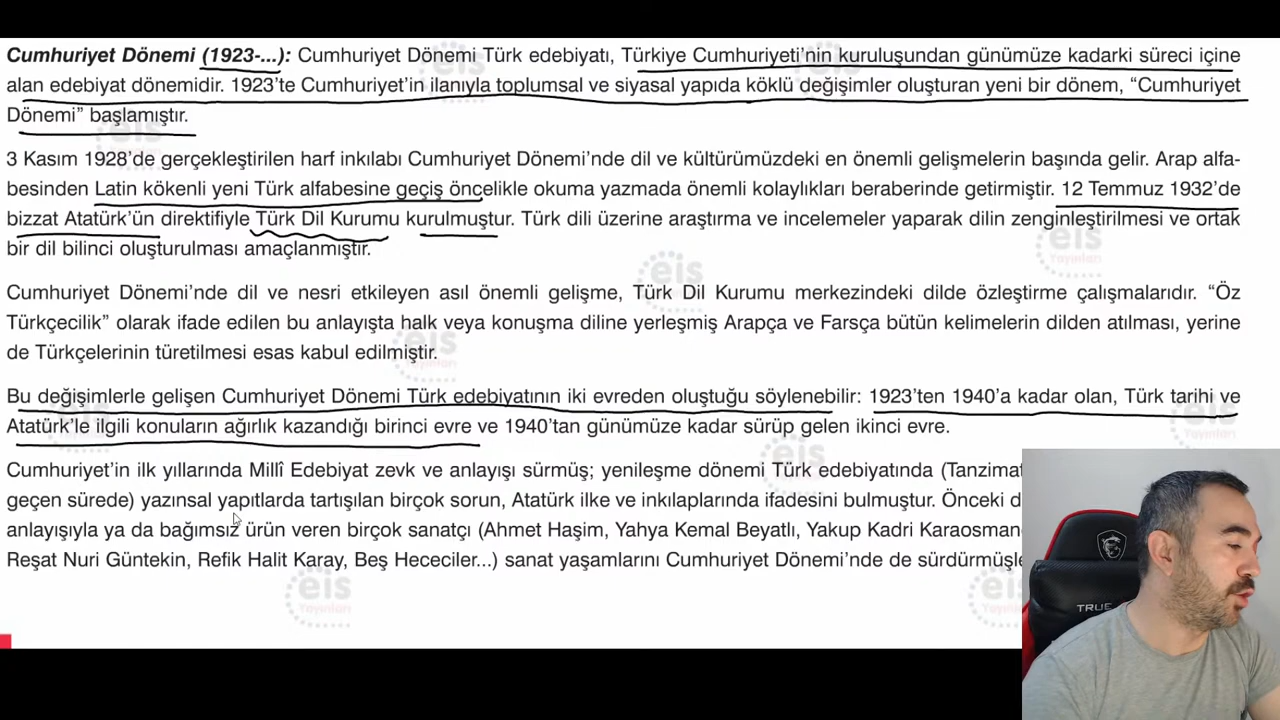 Cumhuriyet Dönemi (1923-...): Cumhuriyet Dönemi Türk edebiyatı, Türkiye Cumhuriyeti’nin kuruluşundan günümüze kadarki süreci içine
alan edebiyat dönemidir. 1923’te Cumhuriyet’in ilanıyla toplumsal ve siyasal yapıda köklü değişimler oluşturan yeni bir dönem, “Cumhuriyet
Dönemi” başlamıştır.
3 Kasım 1928’de gerçekleştirilen harf inkılabı Cumhuriyet Dönemi’nde dil ve kültürümüzdeki en önemli gelişmelerin başında gelir. Arap alfa-
besinden Latin kökenli yeni Türk alfabesine geçiş öncelikle okuma yazmada önemli kolaylıkları beraberinde getirmiştir. 12 Temmuz 1932’de
bizzat Atatürk’ün direktifiyle Türk Dil Kurumu kurulmuştur. Türk dili üzerine araştırma ve incelemeler yaparak dilin zenginleştirilmesi ve ortak
bir dil bilinci oluşturulması amaçlanmıştır.
Cumhuriyet Dönemi’nde dil ve nesri etkileyen asıl önemli gelişme, Türk Dil Kurumu merkezindeki dilde özleştirme çalışmalarıdır. “Öz
Türkçecilik” olarak ifade edilen bu anlayışta halk veya konuşma diline yerleşmiş Arapça ve Farsça bütün kelimelerin dilden atılması, yerine
de Türkçelerinin türetilmesi esas kabul edilmiştir.
Bu değişimlerle gelişen Cumhuriyet Dönemi Türk edebiyatının iki evreden oluştuğu söylenebilir: 1923’ten 1940’a kadar olan, Türk tarihi ve
Atatürk’le ilgili konuların ağırlık kazandığı birinci evre ve 1940’tan günümüze kadar sürüp gelen ikinci evre.
Cumhuriyet’in ilk yıllarında Millî Edebiyat zevk ve anlayışı sürmüş; yenileşme dönemi Türk edebiyatında (Tanzimat
geçen sürede) yazınsal yapıtlarda tartışılan birçok sorun, Atatürk ilke ve inkılaplarında ifadesini bulmuştur. Önceki d
anlayışıyla ya da bağımsız ürün veren birçok sanatçı (Ahmet Haşim, Yahya Kemal Beyatlı, Yakup Kadri Karaosman
Reşat Nuri Güntekin, Refik Halit Karay, Beş Hececiler...) sanat yaşamlarını Cumhuriyet Dönemi’nde de sürdürmüşle
eis
Yayınları
TRUE